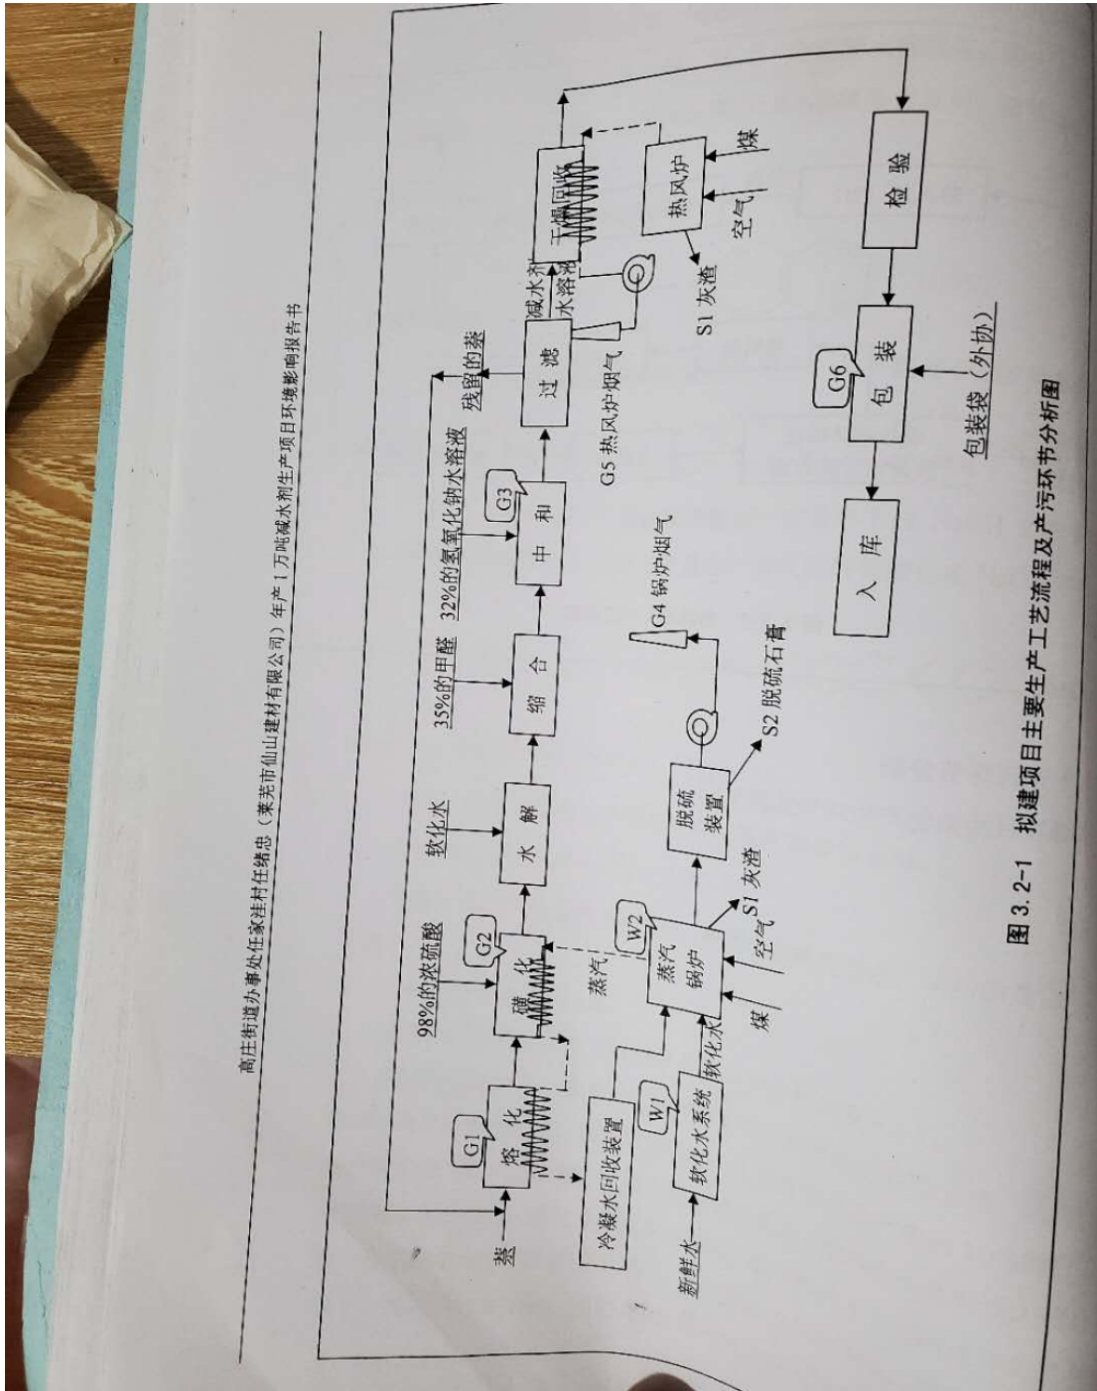 高庄街道办事处任家洼村任绪忠（莱芜市仙山建材有限公司）年产1万吨减水剂生产项目环境影响报告书
98%的浓硫酸
软化水
35%的甲醛
32%的氢氧化钠水溶液
残留的萘
G1
G2
G3
萘
熔化
磺化
水解
缩合
中和
过滤
减水剂
水溶液
干燥回收
G5 热风炉烟气
热风炉
空气
煤
S1 灰渣
冷凝水回收装置
蒸汽
W1
W2
新鲜水
软化水系统
软化水
蒸汽
锅炉
煤
空气
S1 灰渣
脱硫
装置
S2 脱硫石膏
G4 锅炉烟气
检验
G6
包装
包装袋（外协）
入库
图 3.2-1 拟建项目主要生产工艺流程及产污环节分析图